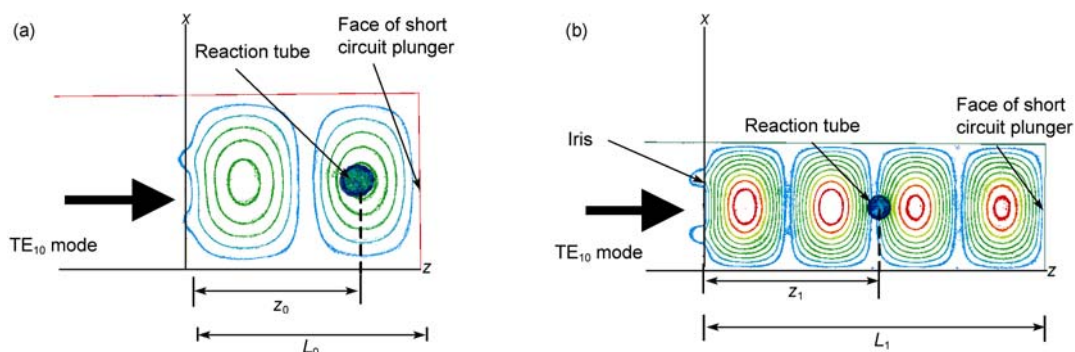 (a)
x
Reaction tube
Face of short
circuit plunger
TE₁₀ mode
z
z₀
L₀
(b)
x
Iris
Reaction tube
Face of short
circuit plunger
TE₁₀ mode
z
z₁
L₁